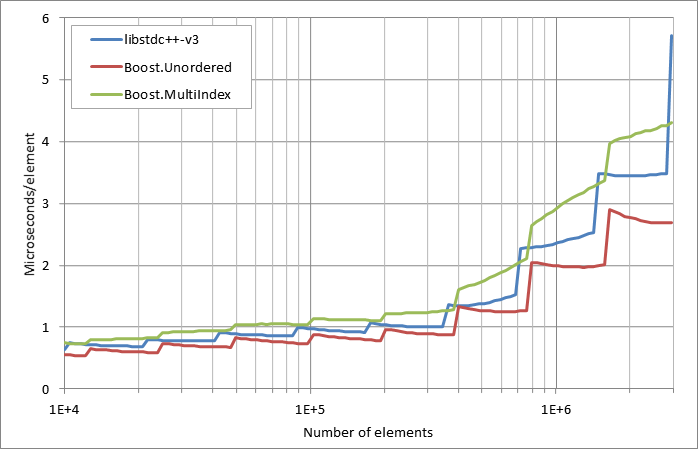 6
libstdc++-v3
Boost.Unordered
Boost.MultiIndex
5
4
3
2
1
0
Microseconds/element
1E+4 1E+5 1E+6
Number of elements